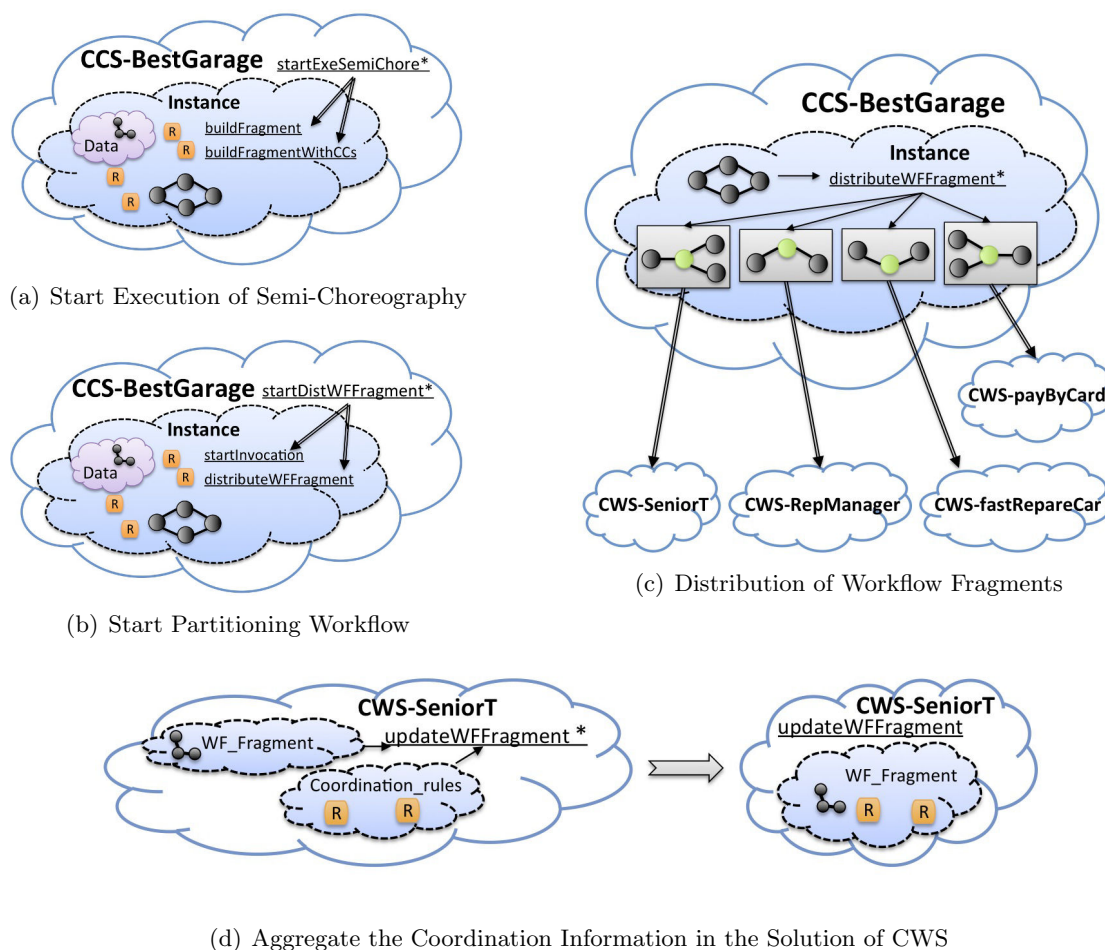 CCS-BestGarage startExeSemiChore*
Instance
buildFragment
Data
R
buildFragmentWithCCs
R
R
R
(a) Start Execution of Semi-Choreography
CCS-BestGarage startDistWFFragment*
Instance
startInvocation
Data
R
distributeWFFragment
R
R
R
(b) Start Partitioning Workflow
CCS-BestGarage
Instance
distributeWFFragment*
CWS-payByCard
CWS-SeniorT
CWS-RepManager
CWS-fastRepareCar
(c) Distribution of Workflow Fragments
CWS-SeniorT
WF_Fragment
updateWFFragment *
Coordination_rules
R R
CWS-SeniorT
updateWFFragment
WF_Fragment
R R
(d) Aggregate the Coordination Information in the Solution of CWS